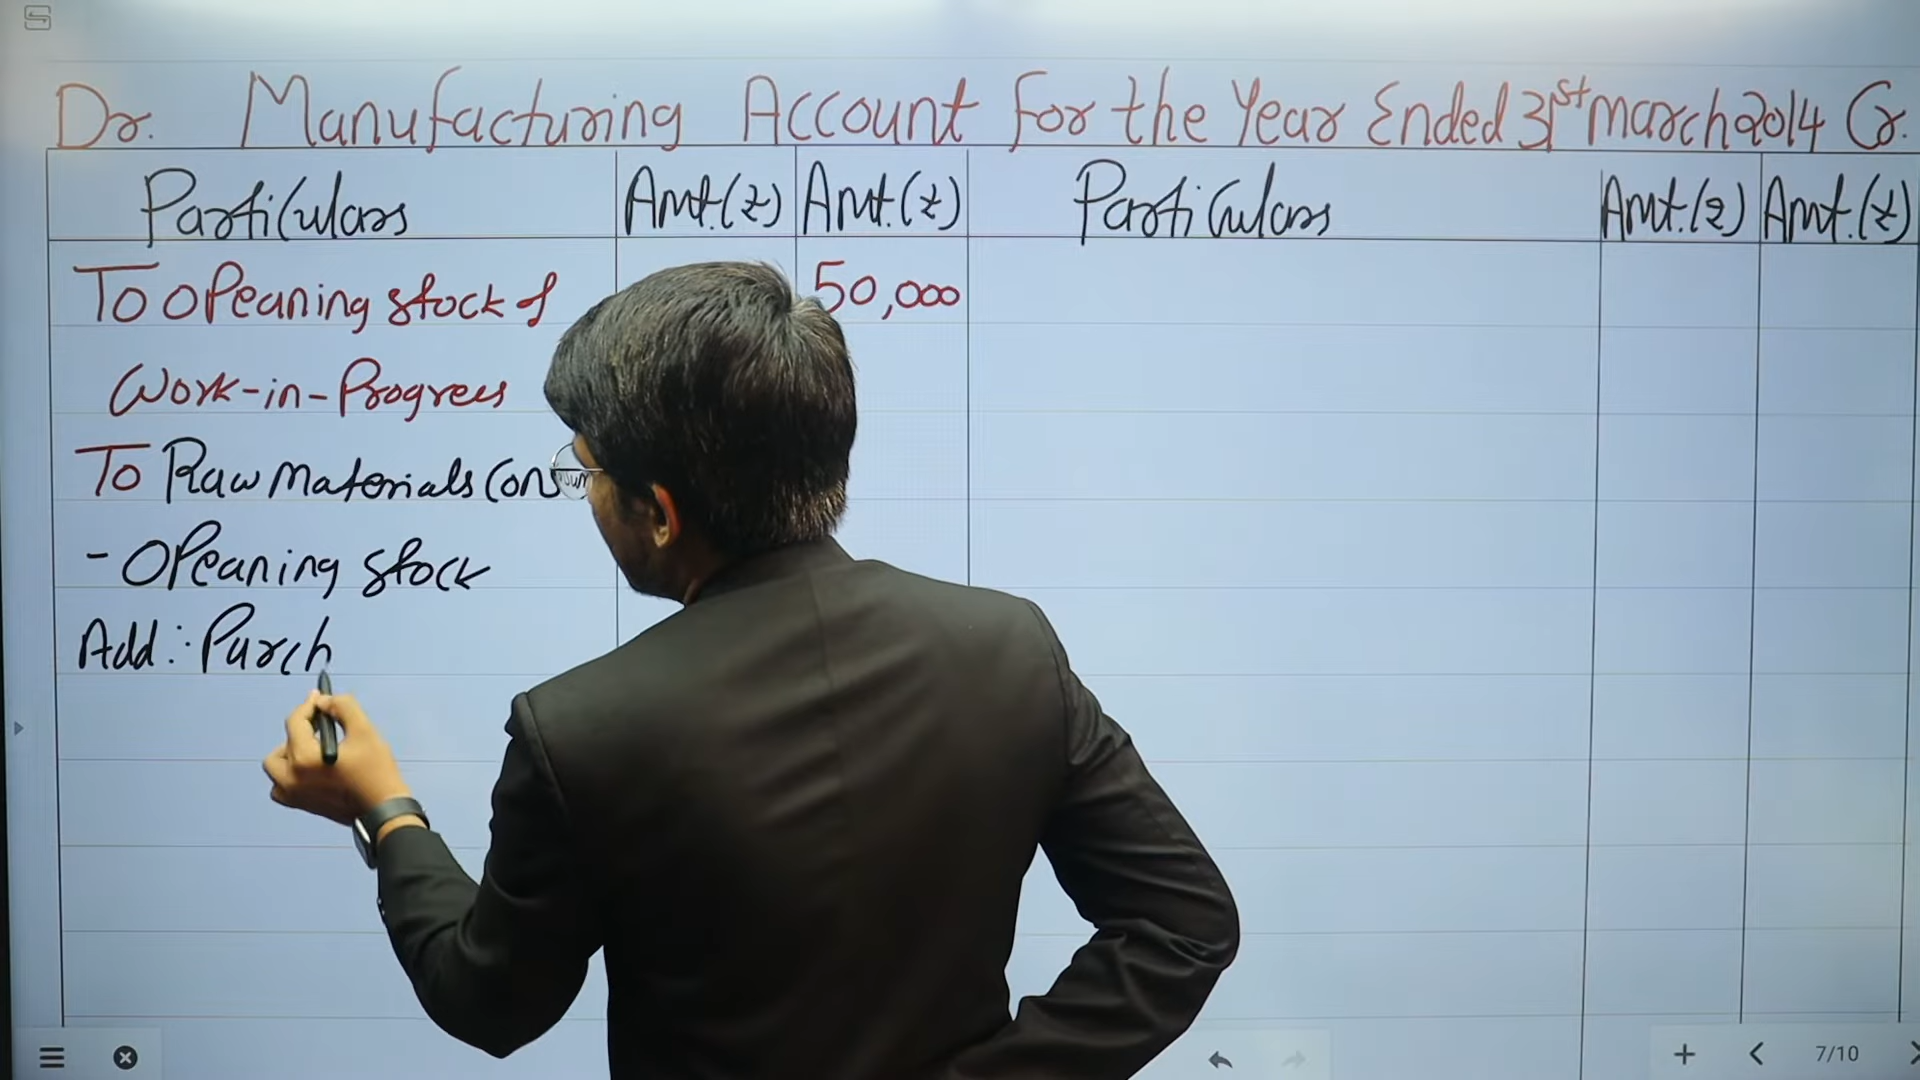 Dr. Manufacturing Account For the Year Ended 31st march 2014 Cr.
Particulars Amt.(₹) Amt.(₹) Particulars Amt.(₹) Amt.(₹)
To Opeaning stock of 50,000
Work-in-Progress
To Raw Materials Consum
- Opeaning stock
Add:- Purch
7/10